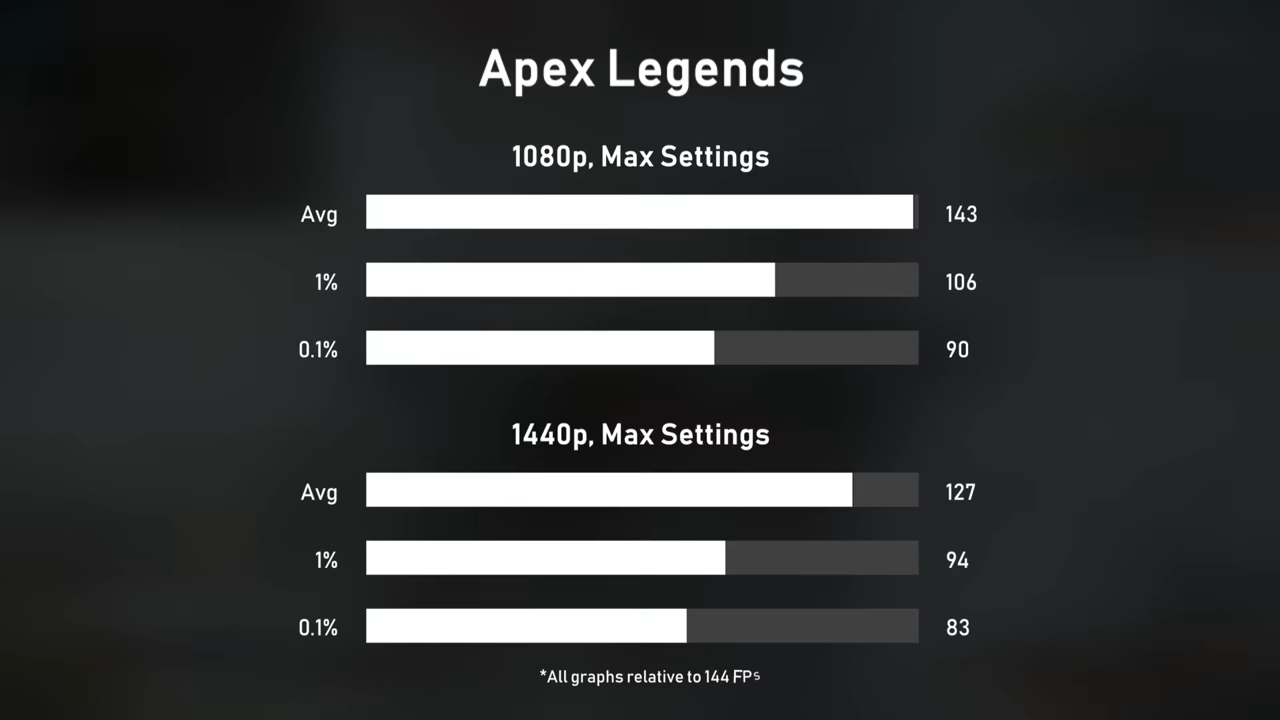 Apex Legends
1080p, Max Settings
Avg 143
1% 106
0.1% 90
1440p, Max Settings
Avg 127
1% 94
0.1% 83
*All graphs relative to 144 FPS